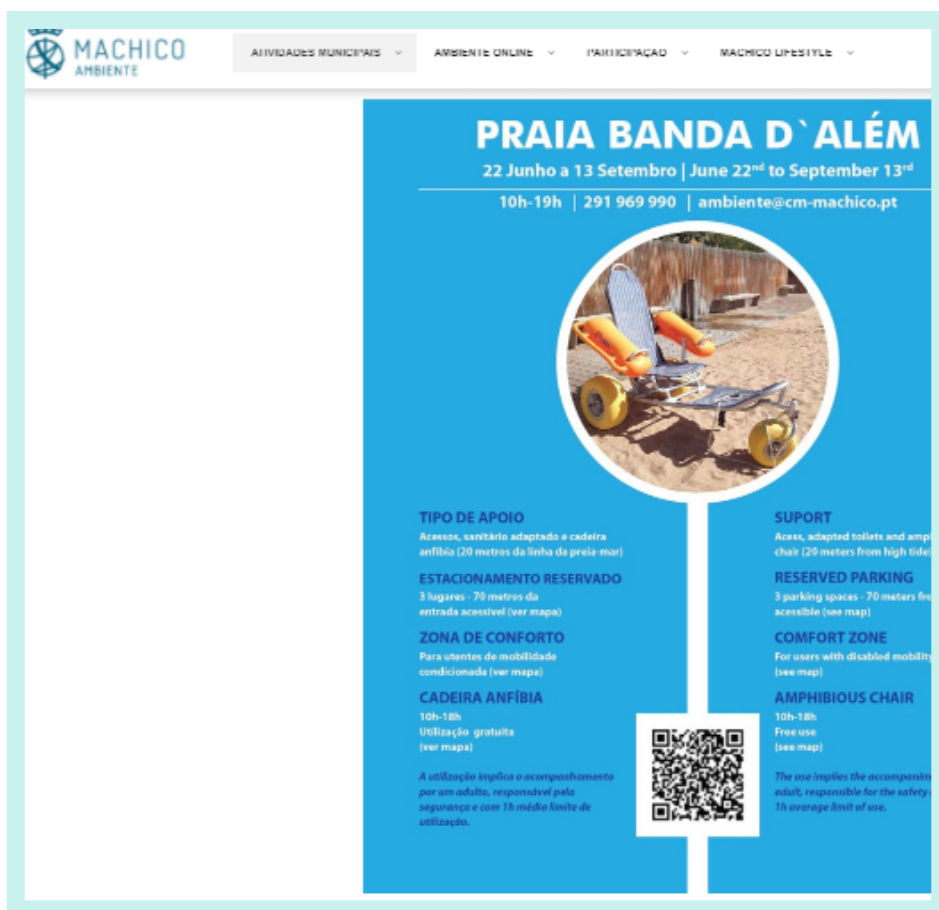 MACHICO
AMBIENTE
ATIVIDADES MUNICIPAIS
AMBIENTE ONLINE
PARTICIPAÇÃO
MACHICO LIFESTYLE
PRAIA BANDA D`ALÉM
22 Junho a 13 Setembro | June 22nd to September 13rd
10h-19h | 291 969 990 | ambiente@cm-machico.pt
TIPO DE APOIO
Acessos, sanitário adaptado e cadeira
anfíbia (20 metros da linha da preia-mar)
ESTACIONAMENTO RESERVADO
3 lugares - 70 metros da
entrada acessível (ver mapa)
ZONA DE CONFORTO
Para utentes de mobilidade
condicionada (ver mapa)
CADEIRA ANFÍBIA
10h-18h
Utilização gratuita
(ver mapa)
A utilização implica o acompanhamento
por um adulto, responsável pela
segurança e com 1h média limite de
utilização.
SUPORT
Acess, adapted toilets and amp
chair (20 meters from high tide)
RESERVED PARKING
3 parking spaces - 70 meters fro
acessible (see map)
COMFORT ZONE
For users with disabled mobility
(see map)
AMPHIBIOUS CHAIR
10h-18h
Free use
(see map)
The use implies the accompanim
adult, responsible for the safety
1h average limit of use.